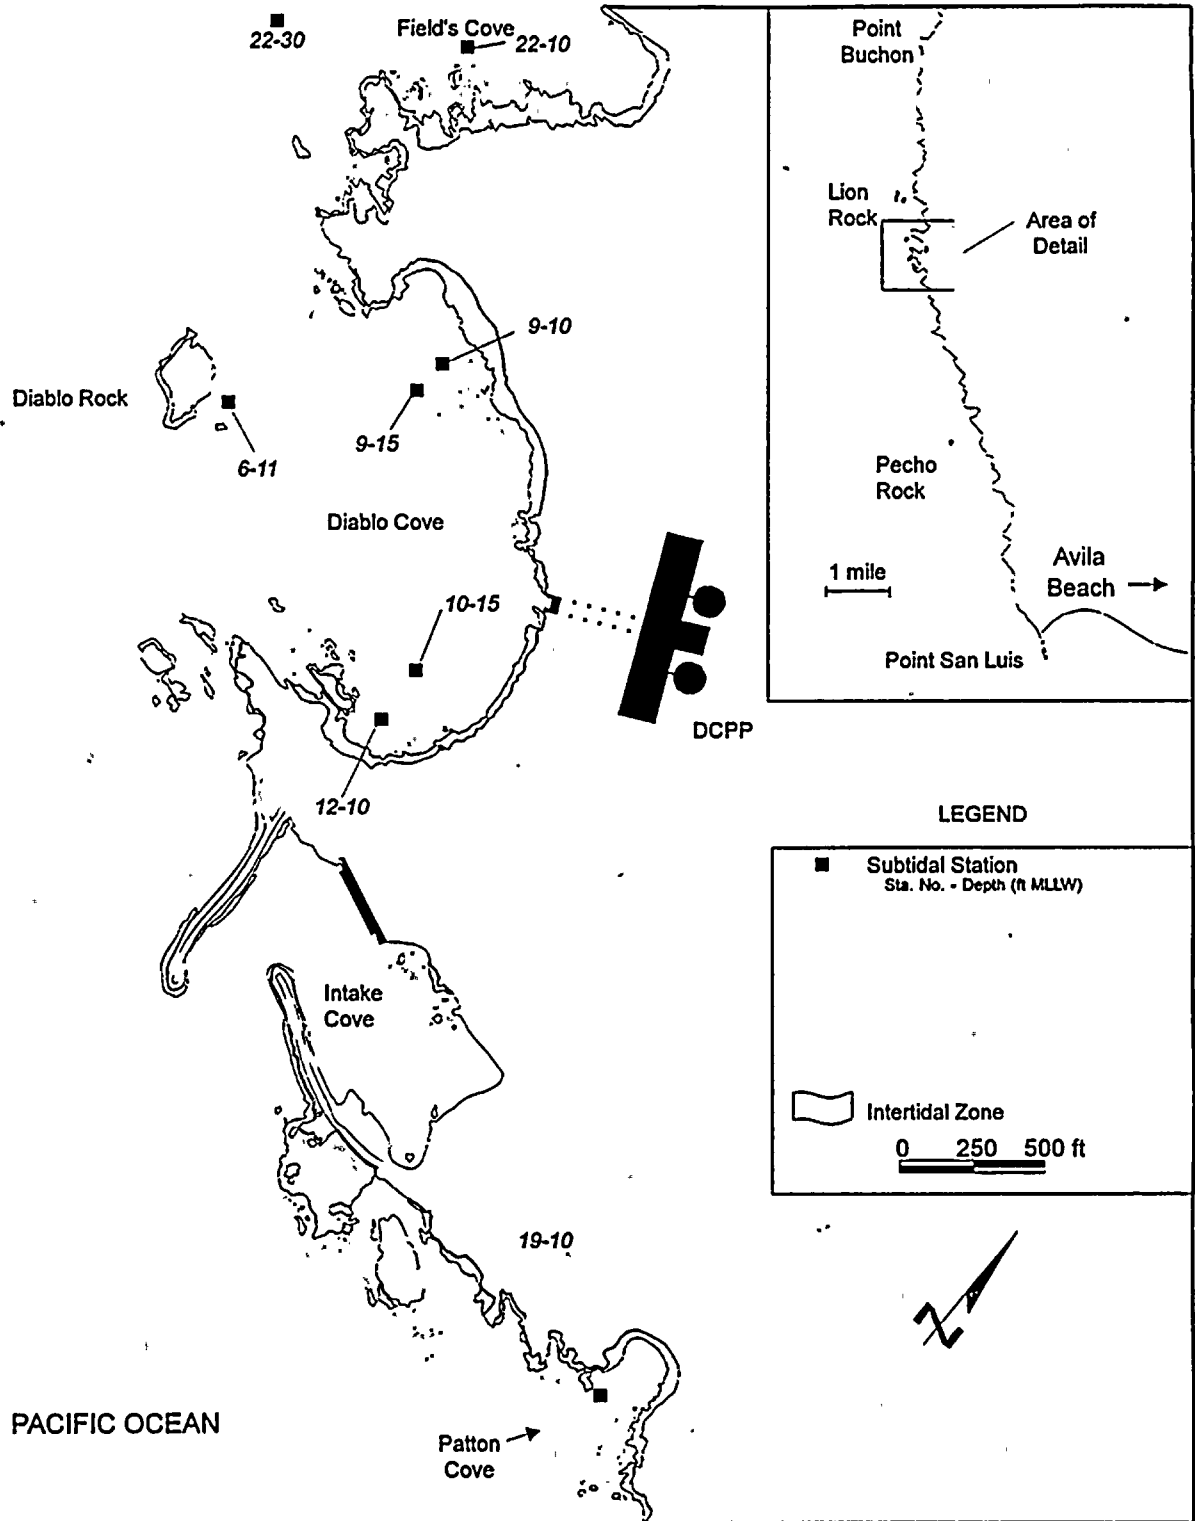 22-30
Field's Cove
22-10
Point
Buchon
Lion
Rock
Area of
Detail
9-10
Diablo Rock
9-15
6-11
Pecho
Rock
Diablo Cove
1 mile
Avila
Beach
10-15
Point San Luis
DCPP
12-10
LEGEND
Subtidal Station
Sta. No. - Depth (ft MLLW)
Intake
Cove
Intertidal Zone
0 250 500 ft
19-10
N
PACIFIC OCEAN
Patton
Cove